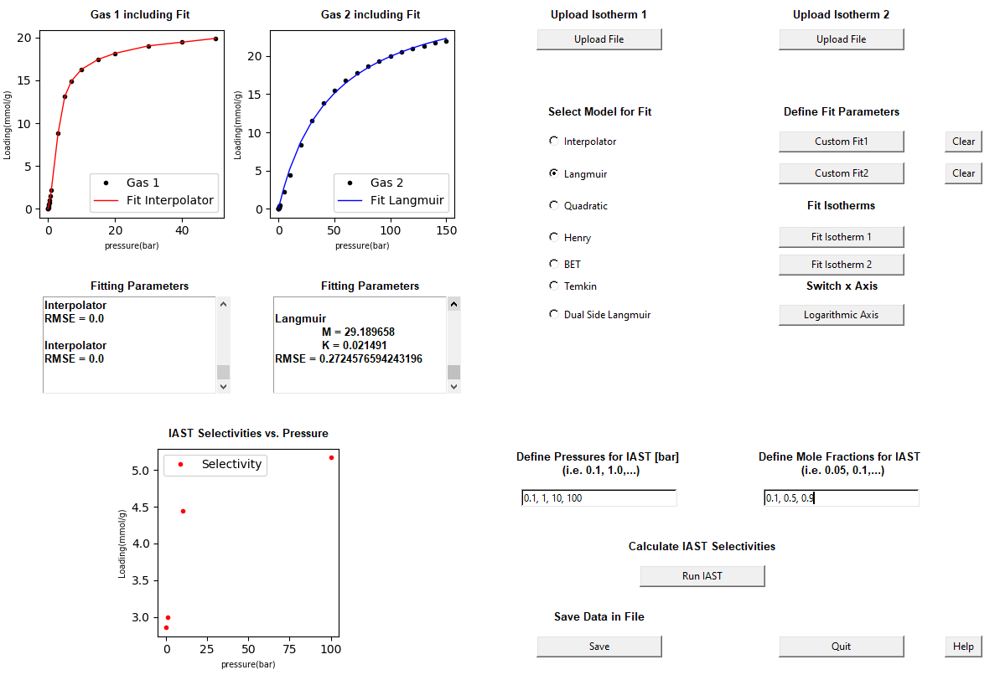 Gas 1 including Fit
Gas 2 including Fit
Upload Isotherm 1
Upload Isotherm 2
Upload File
Upload File
Loading(mmol/g)
20
15
10
5
0
0
20
40
pressure(bar)
Gas 1
Fit Interpolator
Loading(mmol/g)
20
15
10
5
0
0
50
100
150
pressure(bar)
Gas 2
Fit Langmuir
Select Model for Fit
Interpolator
Langmuir
Quadratic
Henry
BET
Temkin
Dual Side Langmuir
Define Fit Parameters
Custom Fit1
Clear
Custom Fit2
Clear
Fit Isotherms
Fit Isotherm 1
Fit Isotherm 2
Switch x Axis
Logarithmic Axis
Fitting Parameters
Interpolator
RMSE = 0.0
Interpolator
RMSE = 0.0
Fitting Parameters
Langmuir
M = 29.189658
K = 0.021491
RMSE = 0.2724576594243196
IAST Selectivities vs. Pressure
Selectivity
Loading(mmol/g)
5.0
4.5
4.0
3.5
3.0
0
25
50
75
100
pressure(bar)
Define Pressures for IAST [bar]
(i.e. 0.1, 1.0,...)
0.1, 1, 10, 100
Define Mole Fractions for IAST
(i.e. 0.05, 0.1,...)
0.1, 0.5, 0.9
Calculate IAST Selectivities
Run IAST
Save Data in File
Save
Quit
Help